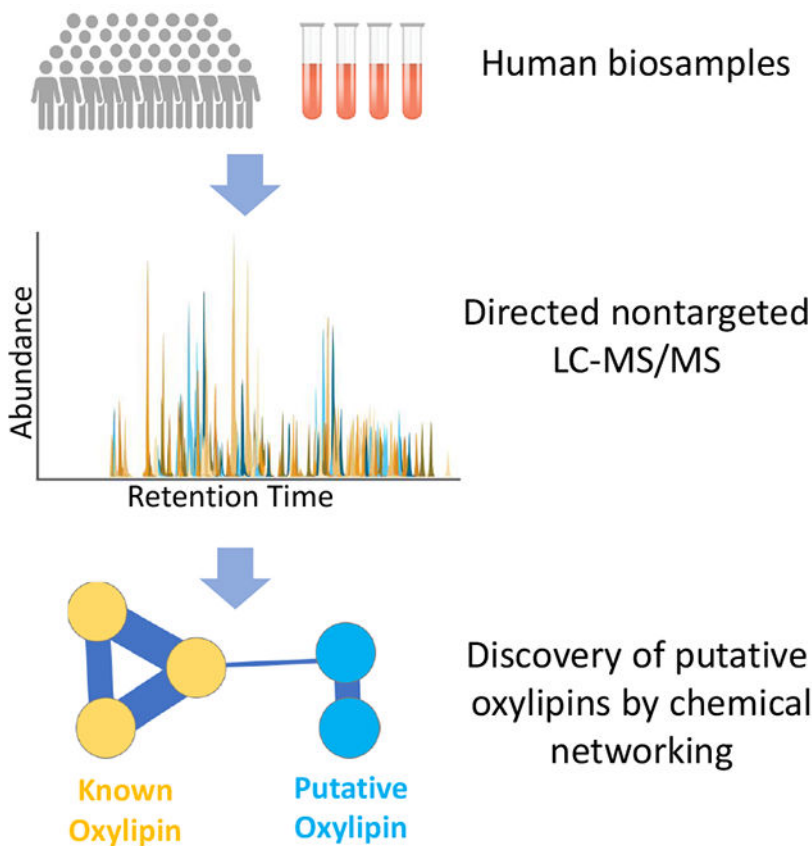 Human biosamples
Abundance
Retention Time
Directed nontargeted
LC-MS/MS
Discovery of putative
oxylipins by chemical
networking
Known
Oxylipin
Putative
Oxylipin